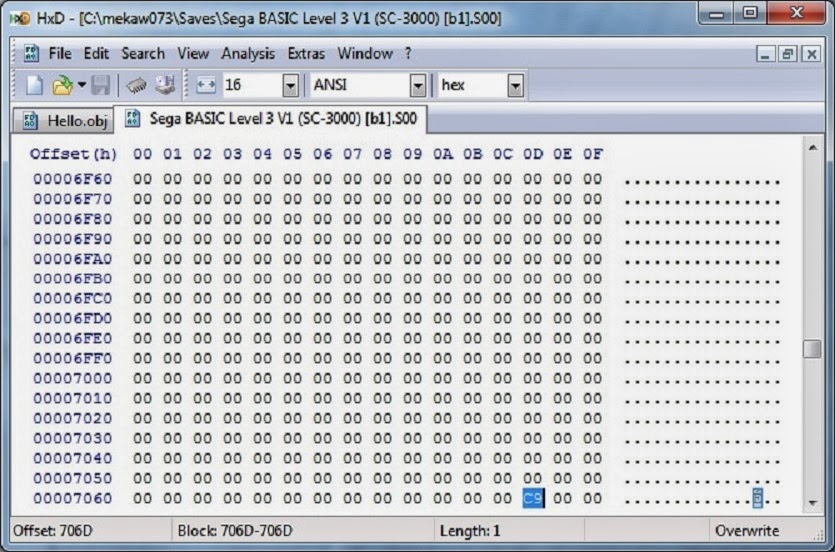 HxD - [C:\mekaw073\Saves\Sega BASIC Level 3 V1 (SC-3000) [b1].S00]
File Edit Search View Analysis Extras Window ?
16 ANSI hex
Hello.obj Sega BASIC Level 3 V1 (SC-3000) [b1].S00
Offset(h) 00 01 02 03 04 05 06 07 08 09 0A 0B 0C 0D 0E 0F
00006F60 00 00 00 00 00 00 00 00 00 00 00 00 00 00 00 00 ................
00006F70 00 00 00 00 00 00 00 00 00 00 00 00 00 00 00 00 ................
00006F80 00 00 00 00 00 00 00 00 00 00 00 00 00 00 00 00 ................
00006F90 00 00 00 00 00 00 00 00 00 00 00 00 00 00 00 00 ................
00006FA0 00 00 00 00 00 00 00 00 00 00 00 00 00 00 00 00 ................
00006FB0 00 00 00 00 00 00 00 00 00 00 00 00 00 00 00 00 ................
00006FC0 00 00 00 00 00 00 00 00 00 00 00 00 00 00 00 00 ................
00006FD0 00 00 00 00 00 00 00 00 00 00 00 00 00 00 00 00 ................
00006FE0 00 00 00 00 00 00 00 00 00 00 00 00 00 00 00 00 ................
00006FF0 00 00 00 00 00 00 00 00 00 00 00 00 00 00 00 00 ................
00007000 00 00 00 00 00 00 00 00 00 00 00 00 00 00 00 00 ................
00007010 00 00 00 00 00 00 00 00 00 00 00 00 00 00 00 00 ................
00007020 00 00 00 00 00 00 00 00 00 00 00 00 00 00 00 00 ................
00007030 00 00 00 00 00 00 00 00 00 00 00 00 00 00 00 00 ................
00007040 00 00 00 00 00 00 00 00 00 00 00 00 00 00 00 00 ................
00007050 00 00 00 00 00 00 00 00 00 00 00 00 00 00 00 00 ................
00007060 00 00 00 00 00 00 00 00 00 00 00 00 00 C9 00 00 ............. ..
Offset: 706D Block: 706D-706D Length: 1 Overwrite